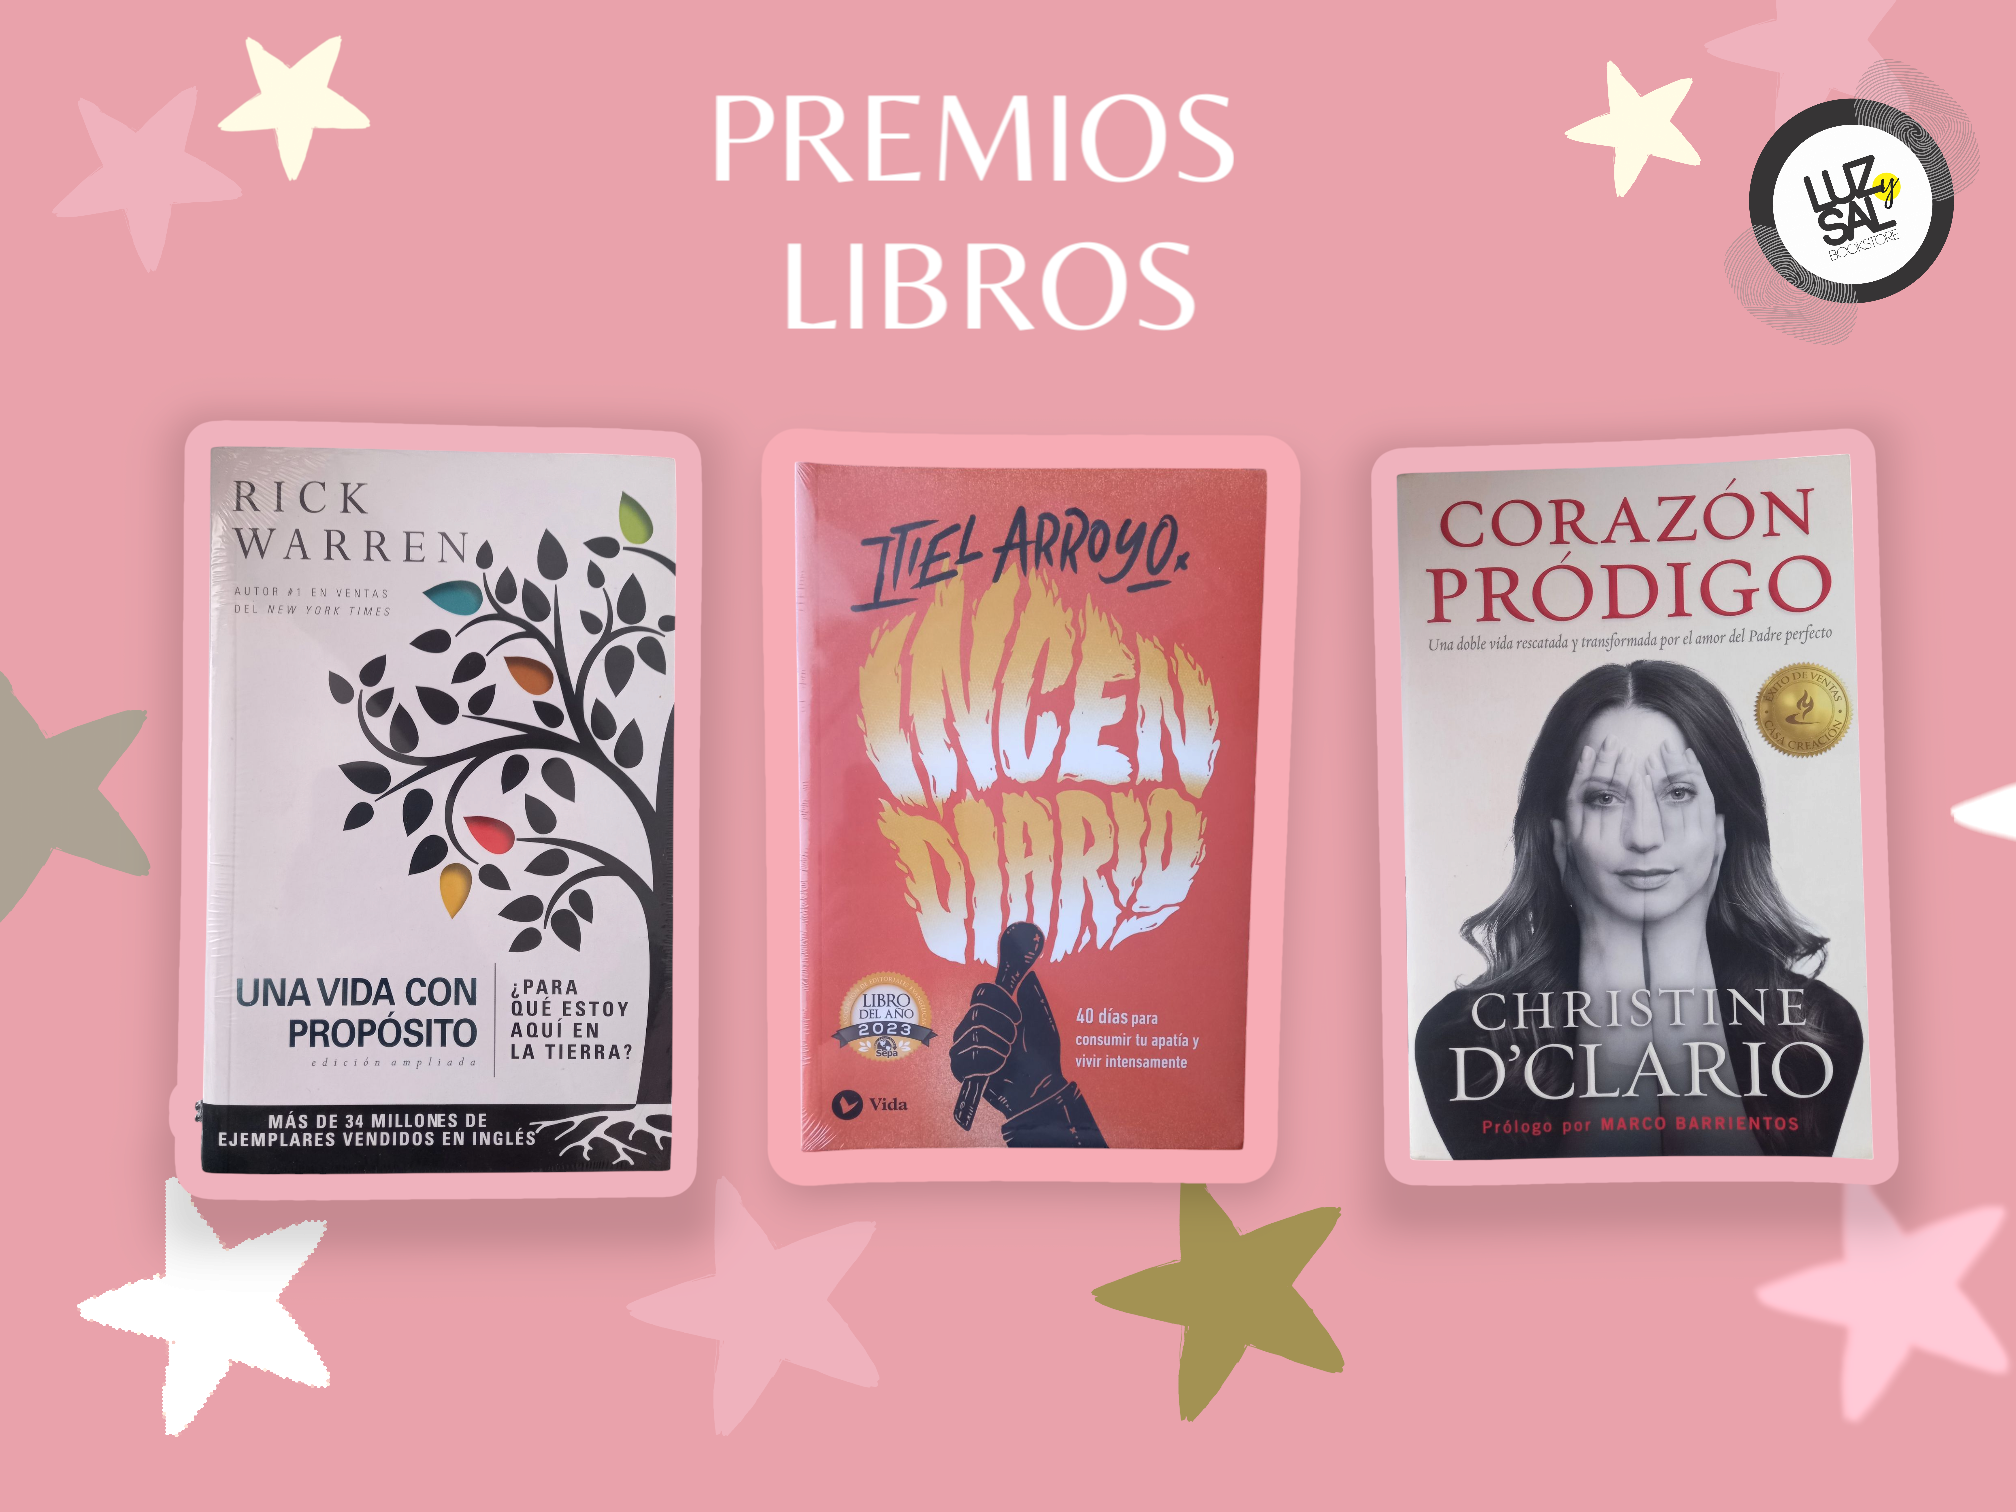 PREMIOS
LIBROS
LUZ y
SAL
BOOKSTORE
RICK
WARREN
AUTOR #1 EN VENTAS
DEL NEW YORK TIMES
UNA VIDA CON
PROPÓSITO
edición ampliada
¿PARA
QUÉ ESTOY
AQUÍ EN
LA TIERRA?
MÁS DE 34 MILLONES DE
EJEMPLARES VENDIDOS EN INGLÉS
ITIEL ARROYO
INCEN
DIARIO
LIBRO
DEL AÑO
2023
Sepa
40 días para
consumir tu apatía y
vivir intensamente
Vida
CORAZÓN
PRÓDIGO
Una doble vida rescatada y transformada por el amor del Padre perfecto
ÉXITO DE VENTAS
CASA CREACIÓN
CHRISTINE
D'CLARIO
Prólogo por MARCO BARRIENTOS